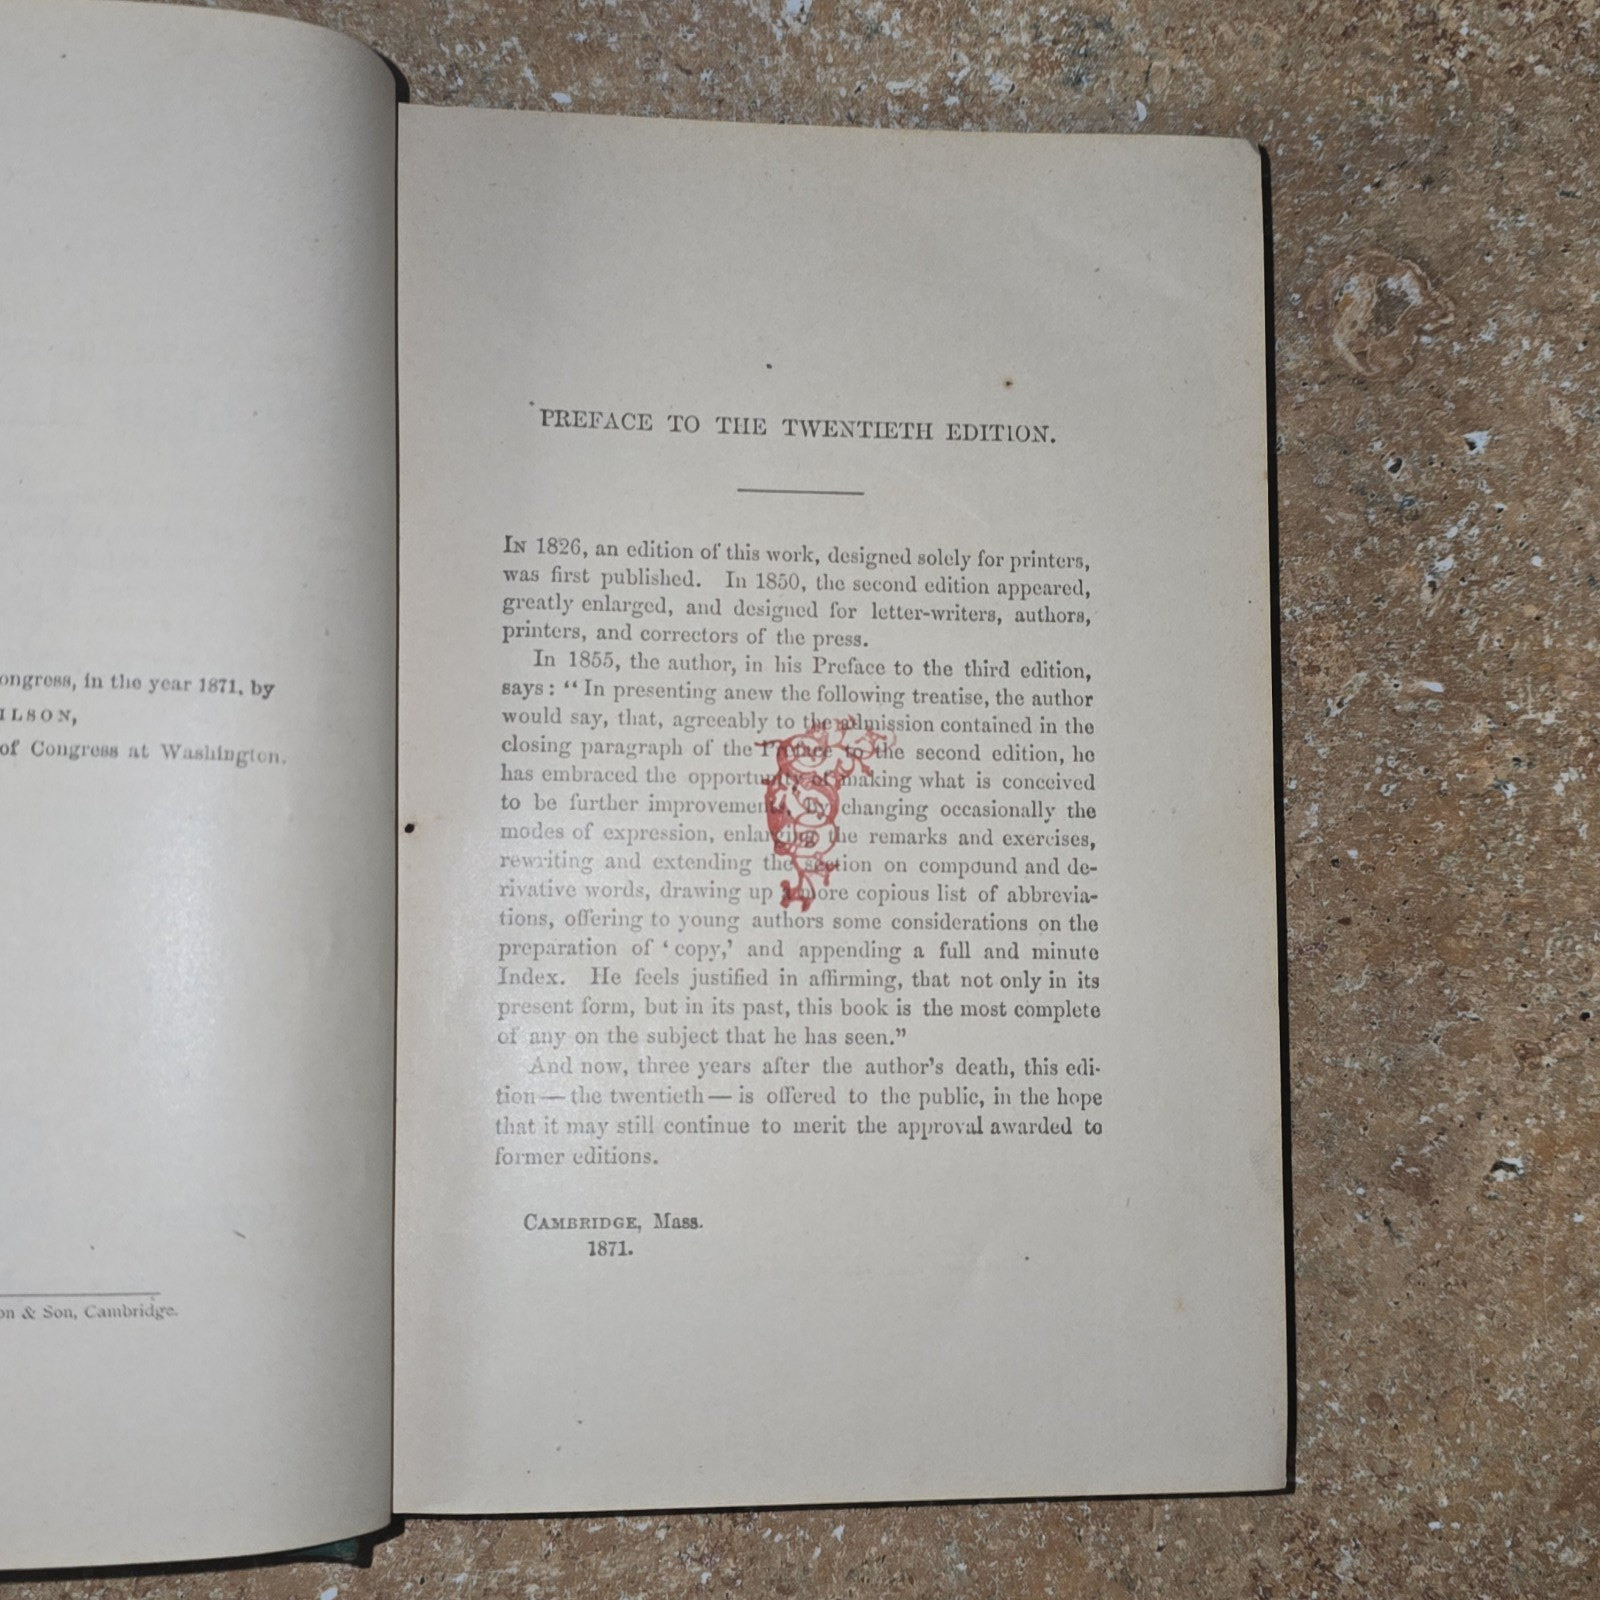 ongress, in the year 1871, by
ILSON,
of Congress at Washington.
on & Son, Cambridge.
PREFACE TO THE TWENTIETH EDITION.
In 1826, an edition of this work, designed solely for printers,
was first published. In 1850, the second edition appeared,
greatly enlarged, and designed for letter-writers, authors,
printers, and correctors of the press.
In 1855, the author, in his Preface to the third edition,
says: “In presenting anew the following treatise, the author
would say, that, agreeably to the admission contained in the
closing paragraph of the Preface to the second edition, he
has embraced the opportunity of making what is conceived
to be further improvements, by changing occasionally the
modes of expression, enlarging the remarks and exercises,
rewriting and extending the section on compound and de-
rivative words, drawing up a more copious list of abbrevia-
tions, offering to young authors some considerations on the
preparation of ‘copy,’ and appending a full and minute
Index. He feels justified in affirming, that not only in its
present form, but in its past, this book is the most complete
of any on the subject that he has seen.”
And now, three years after the author’s death, this edi-
tion — the twentieth — is offered to the public, in the hope
that it may still continue to merit the approval awarded to
former editions.
Cambridge, Mass.
1871.